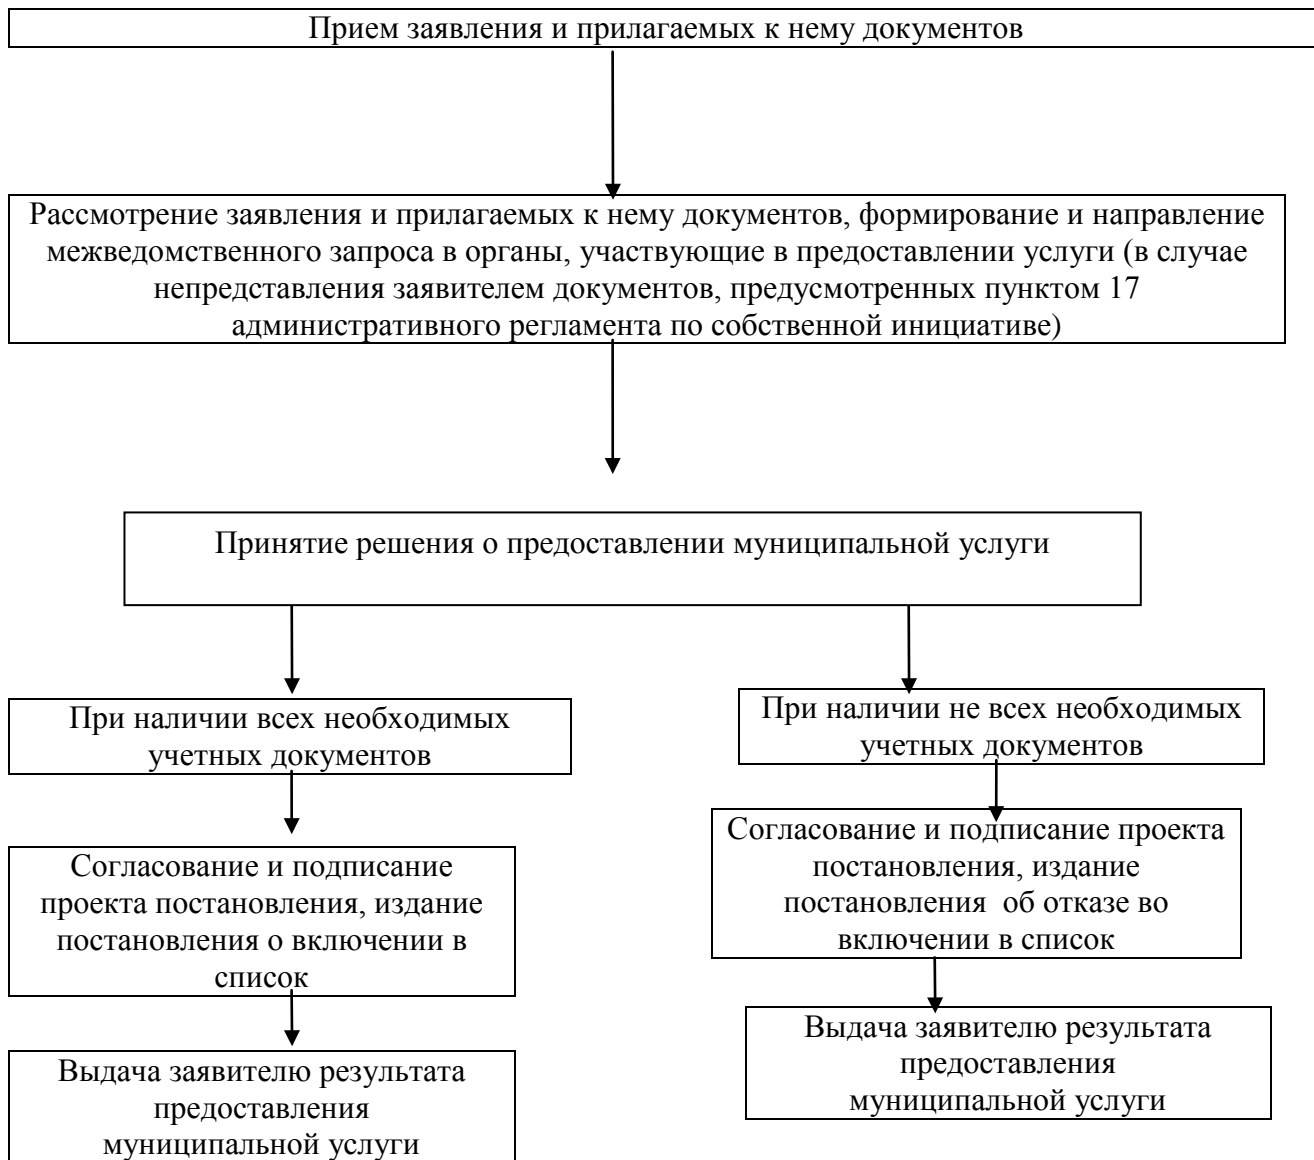 Прием заявления и прилагаемых к нему документов
Рассмотрение заявления и прилагаемых к нему документов, формирование и направление
межведомственного запроса в органы, участвующие в предоставлении услуги (в случае
непредставления заявителем документов, предусмотренных пунктом 17
административного регламента по собственной инициативе)
Принятие решения о предоставлении муниципальной услуги
При наличии всех необходимых
учетных документов
Согласование и подписание
проекта постановления, издание
постановления о включении в
список
Выдача заявителю результата
предоставления
муниципальной услуги
При наличии не всех необходимых
учетных документов
Согласование и подписание проекта
постановления, издание
постановления  об отказе во
включении в список
Выдача заявителю результата
предоставления
муниципальной услуги